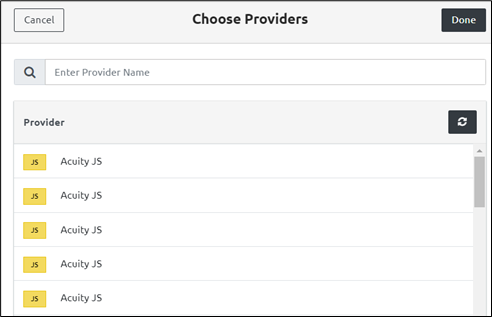 Cancel Choose Providers Done
Enter Provider Name
Provider
JS Acuity JS
JS Acuity JS
JS Acuity JS
JS Acuity JS
JS Acuity JS